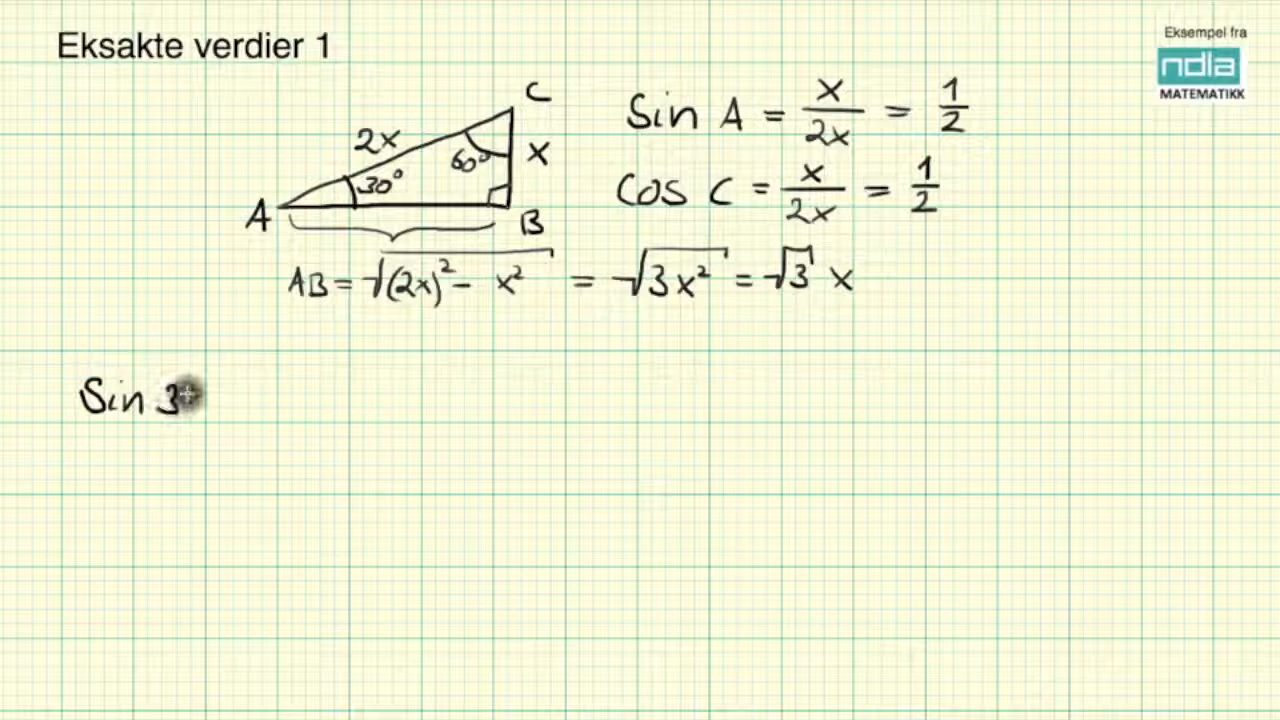 Eksakte verdier 1
Eksempel fra
ndla
MATEMATIKK
C
2x
60°
x
30°
A
B
Sin A = x/2x = 1/2
Cos C = x/2x = 1/2
AB = √(2x)² - x² = √3x² = √3 x
Sin 3